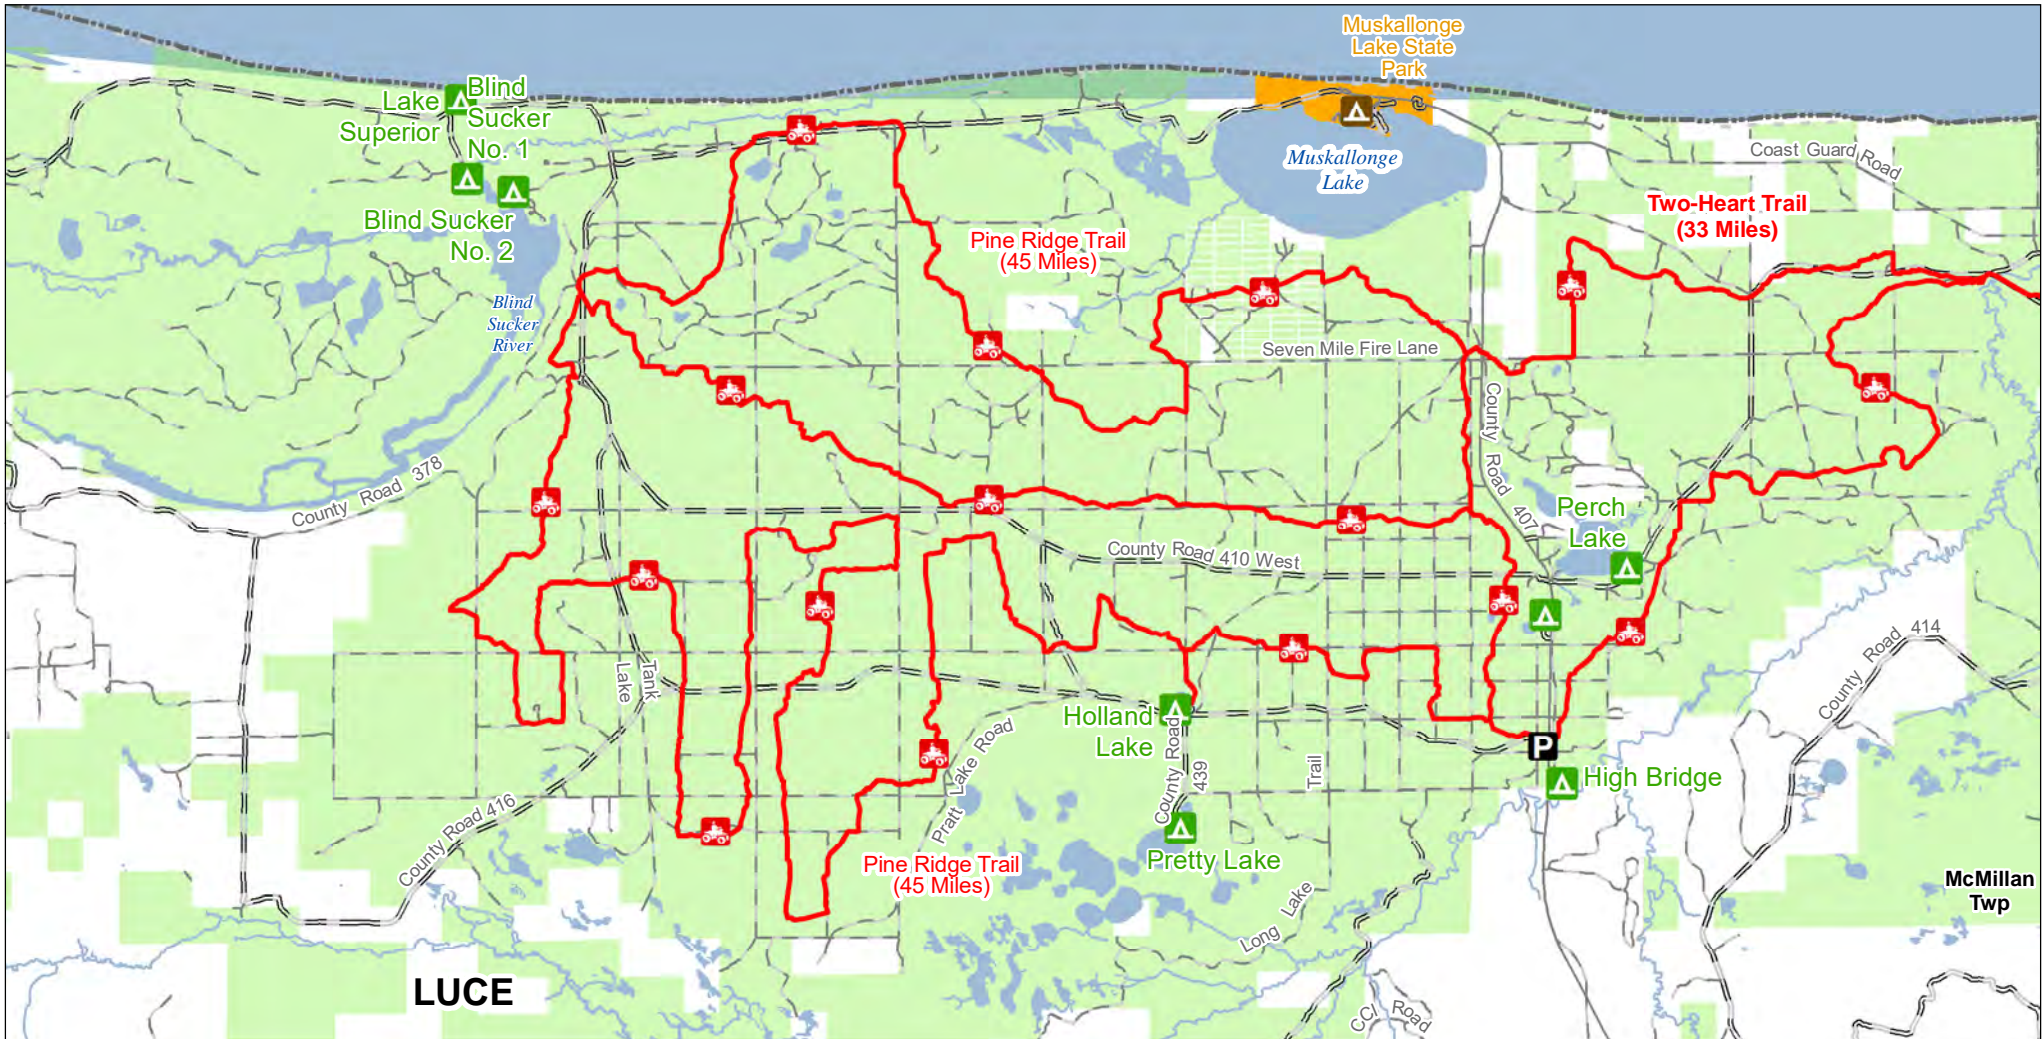 Muskallonge
Lake State
Park
Blind
Sucker
No. 1
Lake
Superior
Muskallonge
Lake
Coast Guard Road
Two-Heart Trail
(33 Miles)
Blind Sucker
No. 2
Pine Ridge Trail
(45 Miles)
Blind
Sucker
River
Seven Mile Fire Lane
County Road 407
County Road 378
Perch
Lake
County Road 410 West
County Road 414
Tank
Lake
Holland
Lake
County Road 439
Pratt Lake Road
Trail
P
High Bridge
County Road 416
Pretty Lake
Pine Ridge Trail
(45 Miles)
McMillan
Twp
Long Lake
LUCE
CCI Road